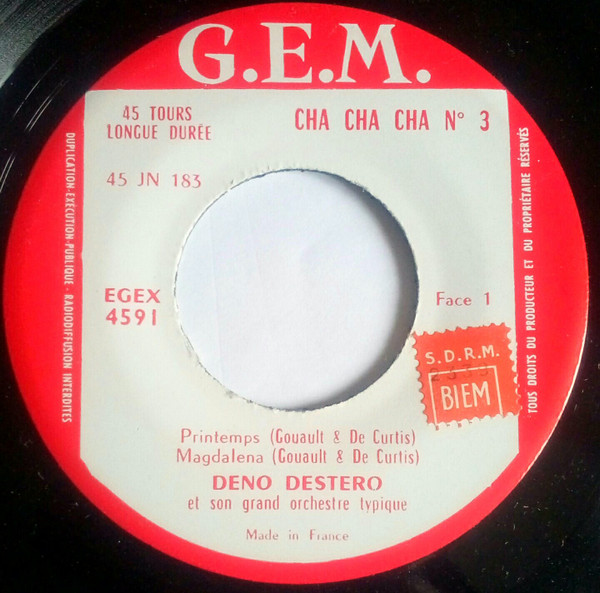 G.E.M.
45 TOURS
LONGUE DURÉE
CHA CHA CHA N° 3
45 JN 183
EGEX
4591
Face 1
S.D.R.M.
BIEM
Printemps (Gouault & De Curtis)
Magdalena (Gouault & De Curtis)
DENO DESTERO
et son grand orchestre typique
Made in France
DUPLICATION-EXÉCUTION-PUBLIQUE - RADIODIFFUSION INTERDITES
TOUS DROITS DU PRODUCTEUR ET DU PROPRIÉTAIRE RÉSERVÉS